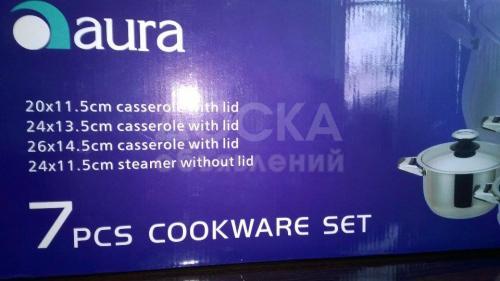 aura
20x11.5cm casserole with lid
24x13.5cm casserole with lid
26x14.5cm casserole with lid
24x11.5cm steamer without lid
7 PCS COOKWARE SET